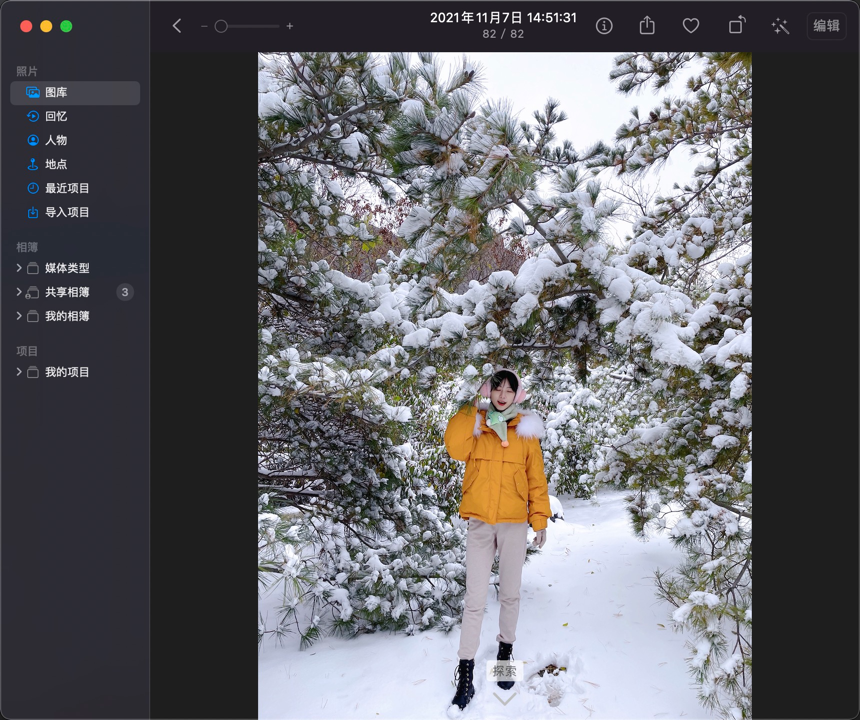 2021年11月7日 14:51:31
82 / 82
编辑
照片
图库
回忆
人物
地点
最近项目
导入项目
相簿
媒体类型
共享相簿 3
我的相簿
项目
我的项目
探索